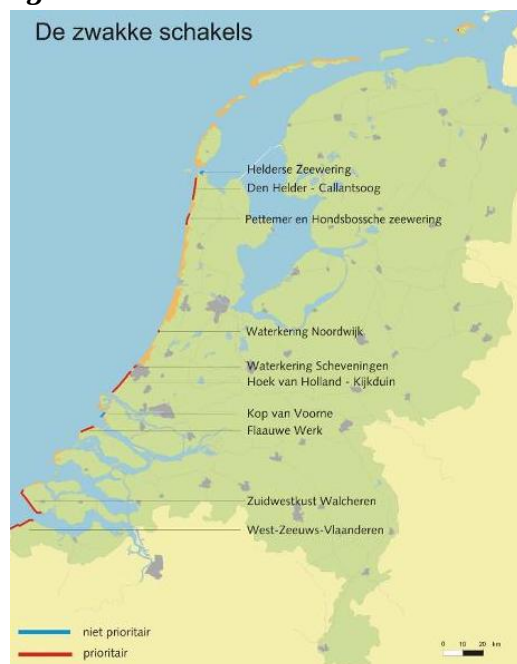 De zwakke schakels
Helderse Zeewering
Den Helder - Callantsoog
Pettemer en Hondsbossche zeewering
Waterkering Noordwijk
Waterkering Scheveningen
Hoek van Holland - Kijkduin
Kop van Voorne
Flaauwe Werk
Zuidwestkust Walcheren
West-Zeeuws-Vlaanderen
niet prioritair
prioritair
0 10 20 km